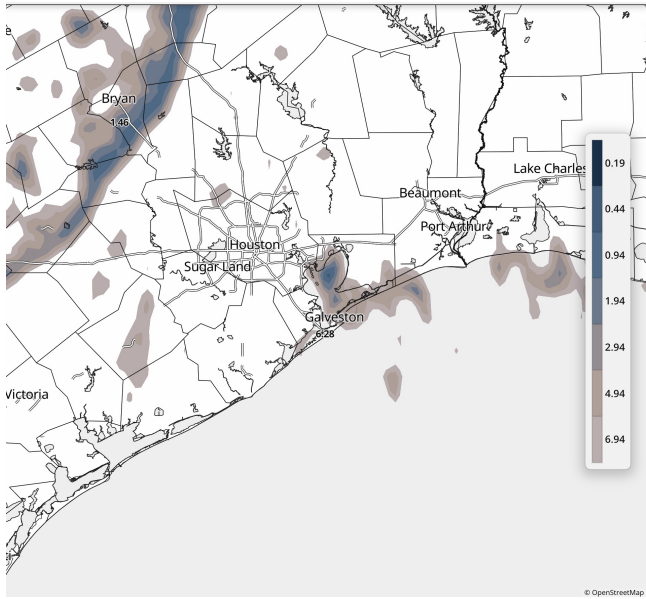 e
Bryan
1.46
Lake Charles
Beaumont
Port Arthur
Houston
Sugar Land
Galveston
6.28
Victoria
0.19
0.44
0.94
1.94
2.94
4.94
6.94
© OpenStreetMap